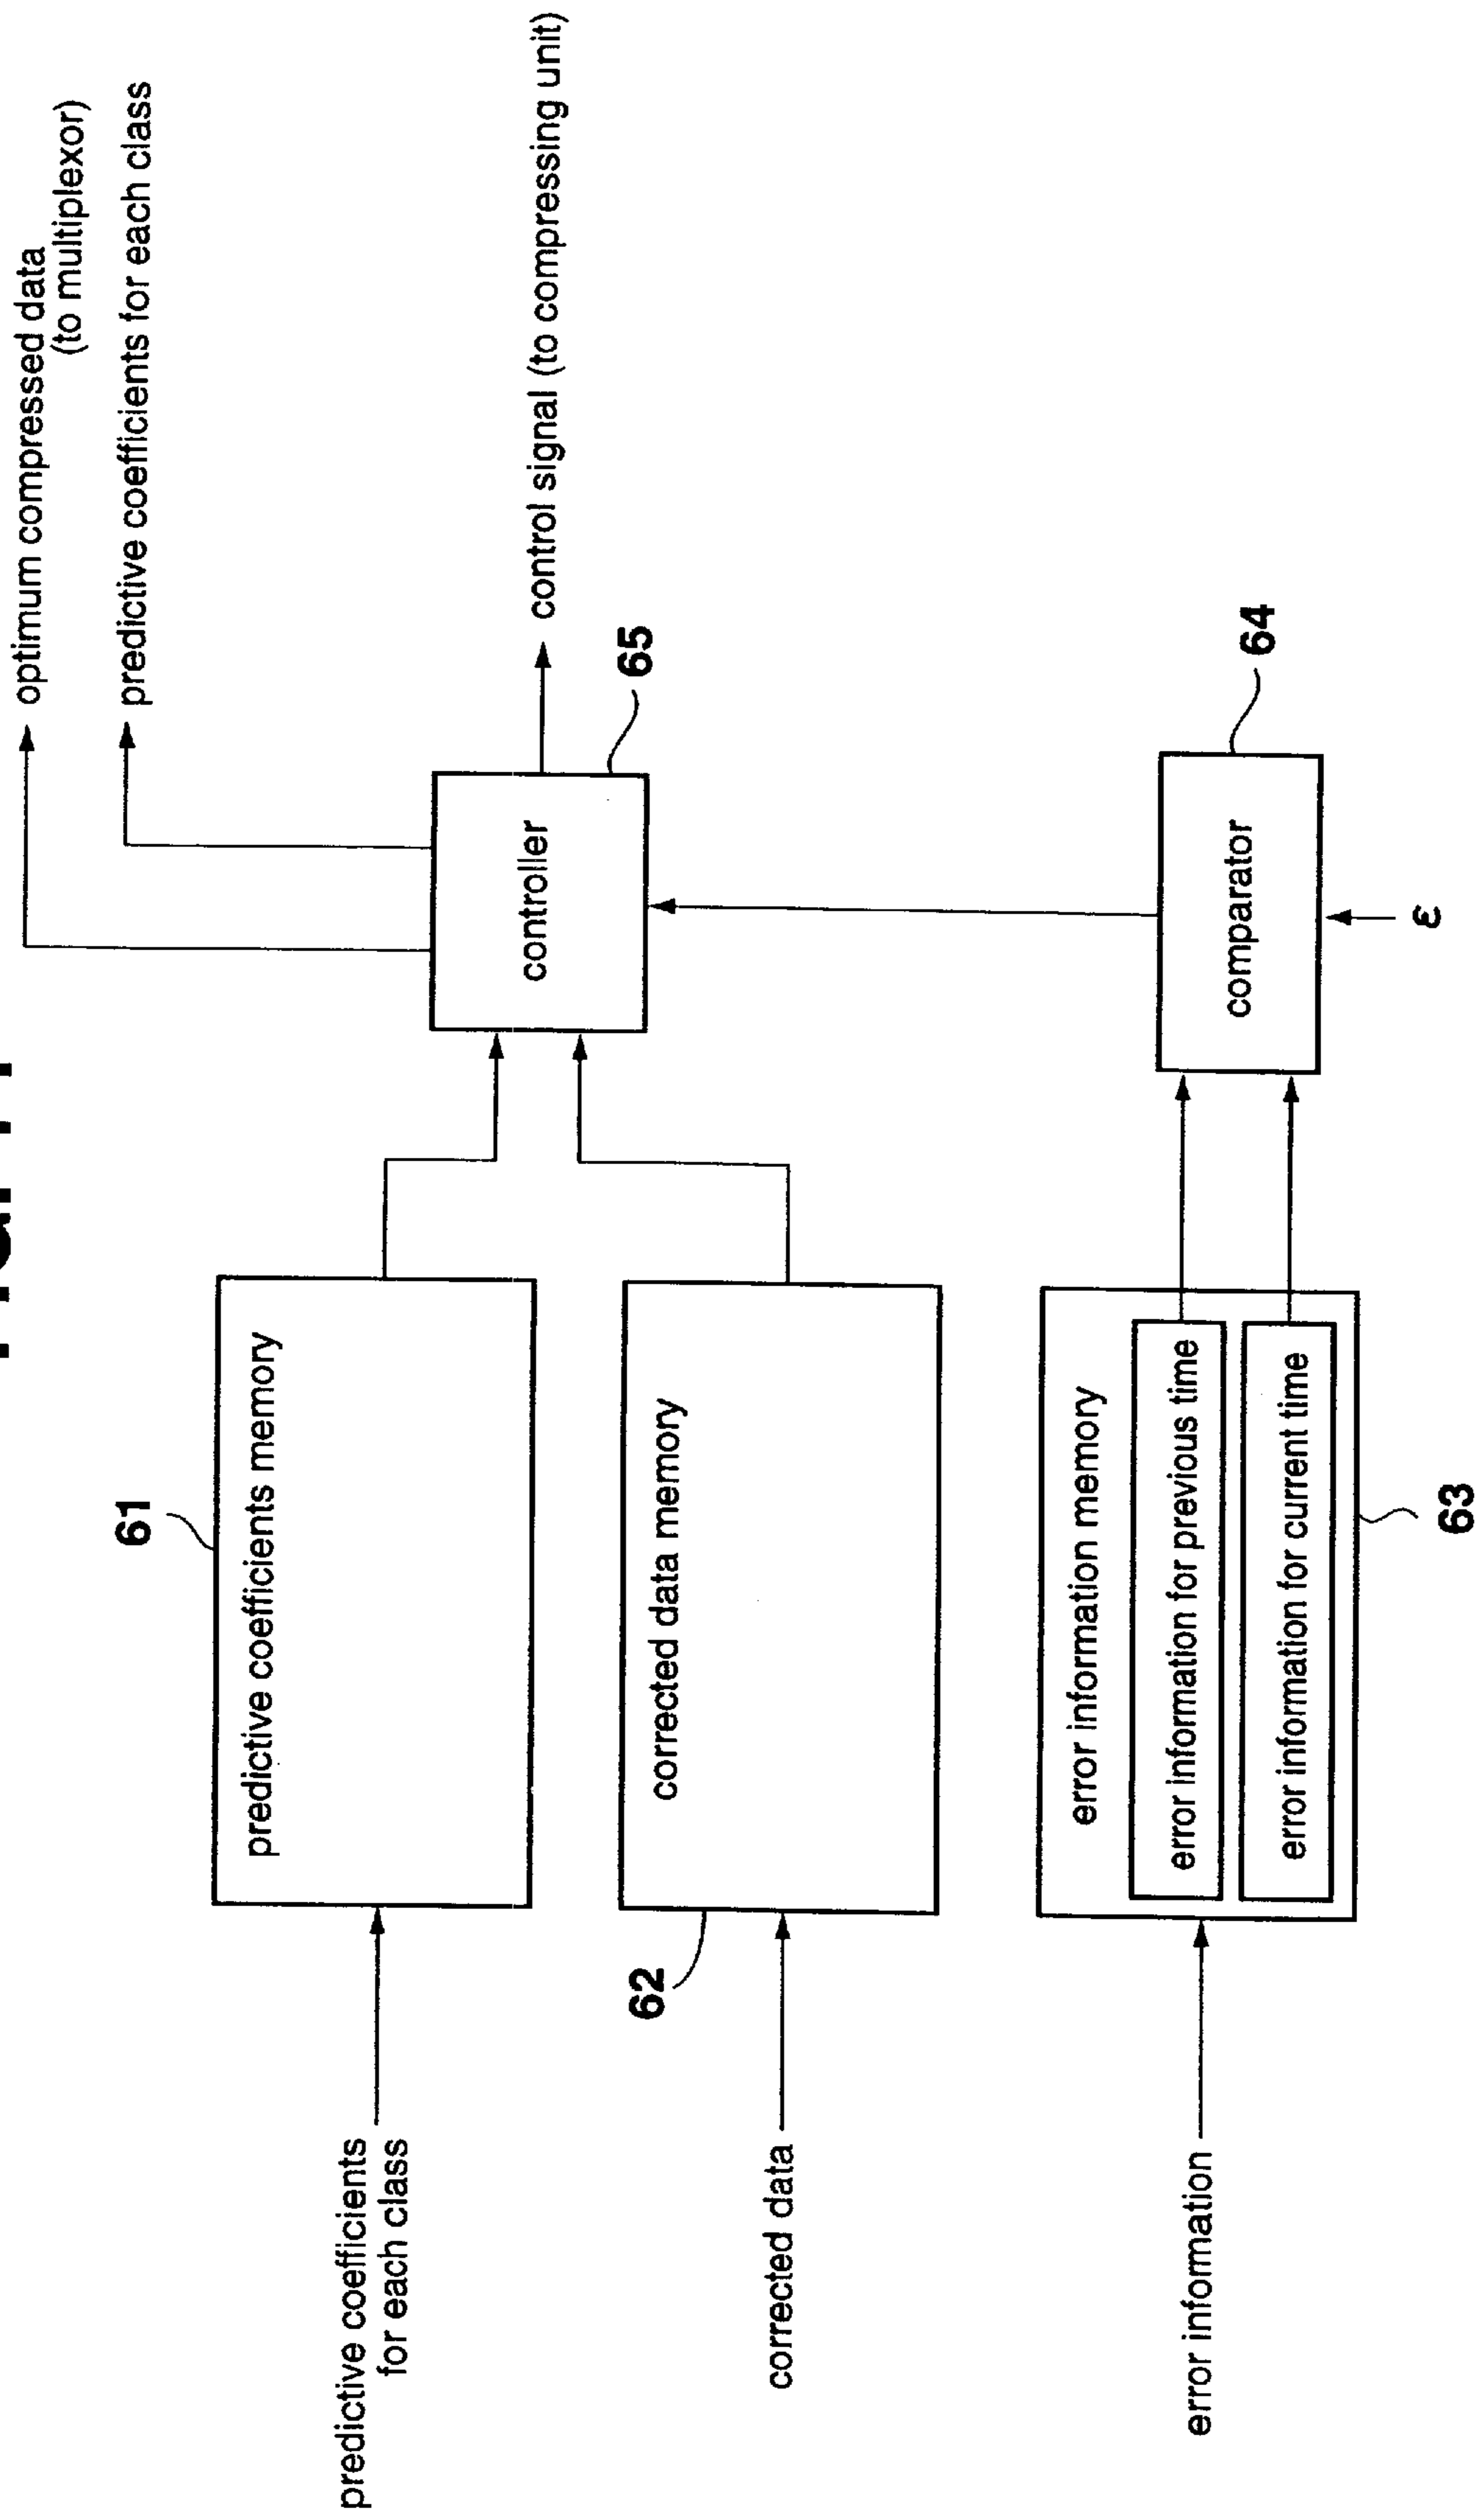 optimum compressed data
(to multiplexor)
predictive coefficients for each class
control signal (to compressing unit)
65
controller
61
predictive coefficients memory
predictive coefficients
for each class
62
corrected data memory
corrected data
64
comparator
ε
error information memory
error information for previous time
error information for current time
63
error information